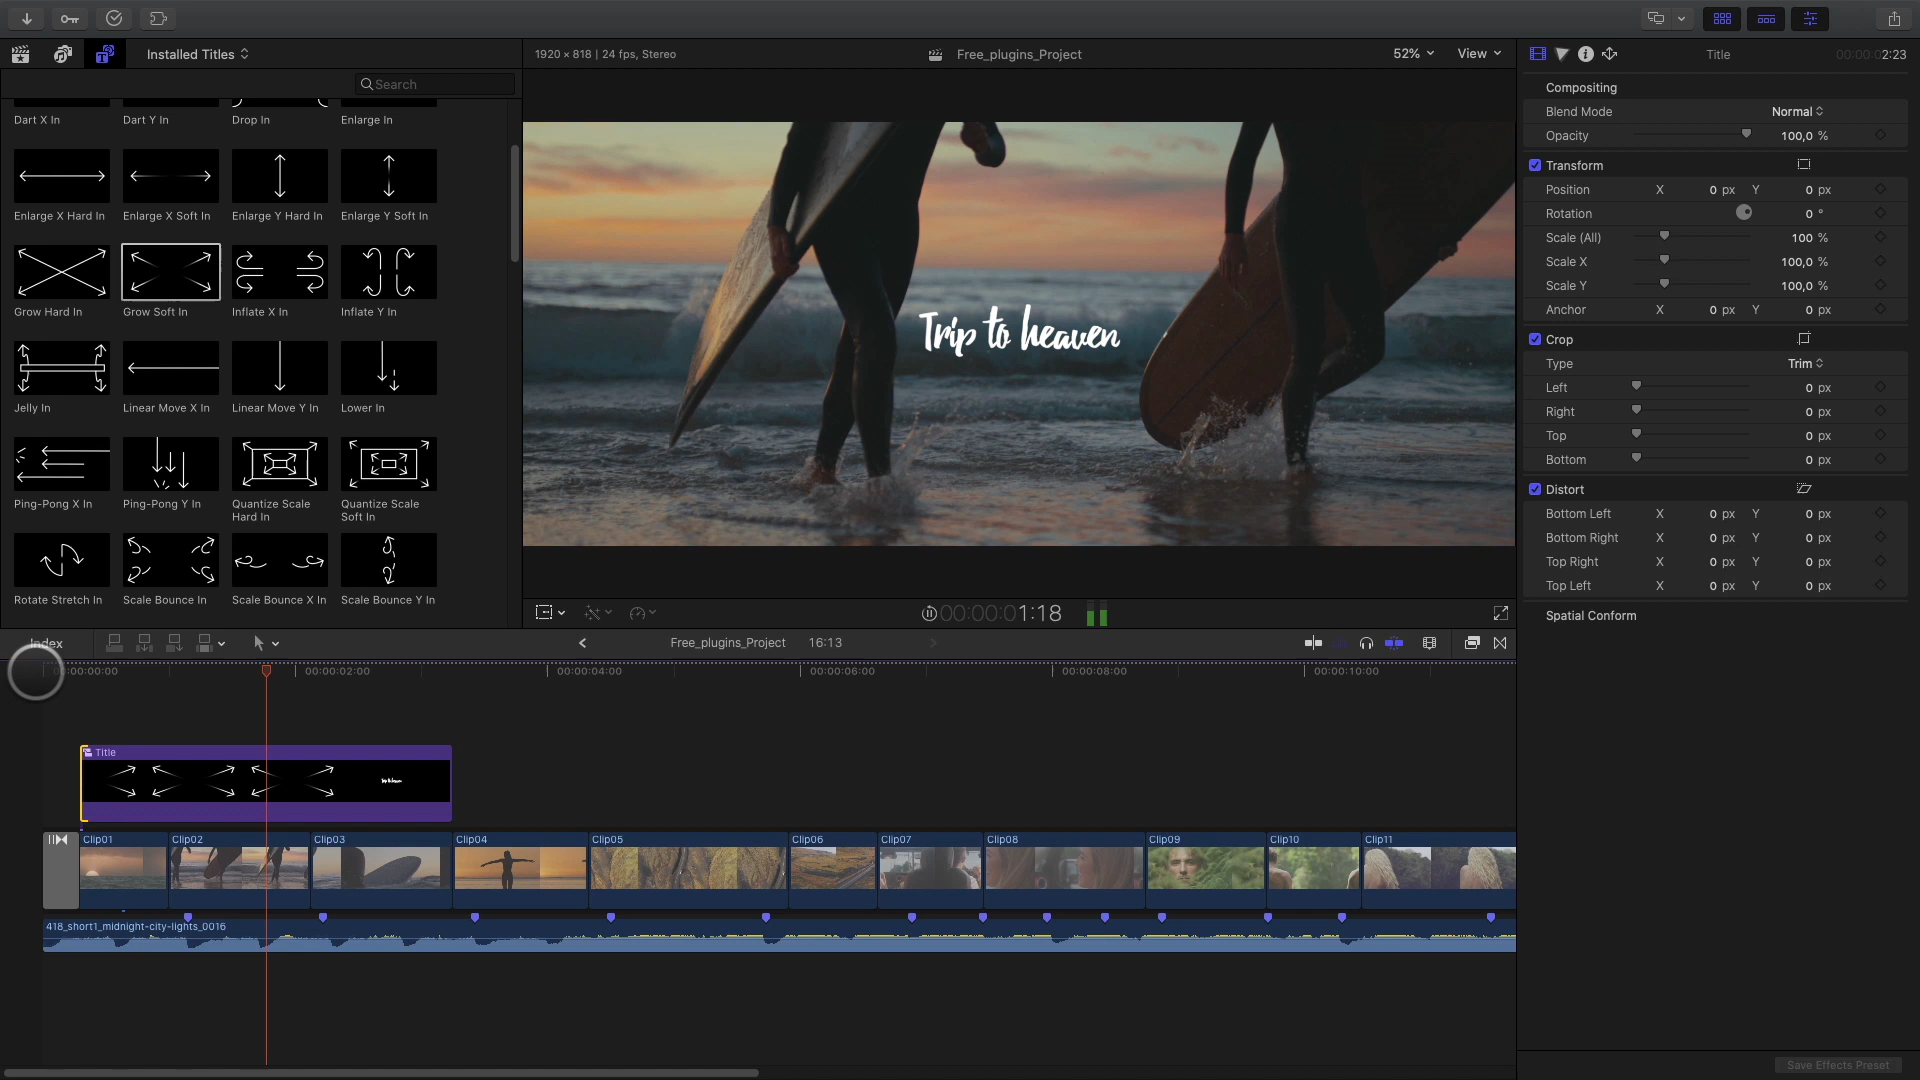 Installed Titles
Search
Dart X In
Dart Y In
Drop In
Enlarge In
Enlarge X Hard In
Enlarge X Soft In
Enlarge Y Hard In
Enlarge Y Soft In
Grow Hard In
Grow Soft In
Inflate X In
Inflate Y In
Jelly In
Linear Move X In
Linear Move Y In
Lower In
Ping-Pong X In
Ping-Pong Y In
Quantize Scale
Hard In
Quantize Scale
Soft In
Rotate Stretch In
Scale Bounce In
Scale Bounce X In
Scale Bounce Y In
1920 × 818 | 24 fps, Stereo
Free_plugins_Project
52%
View
Trip to heaven
00:00:01:18
Title
00:00:02:23
Compositing
Blend Mode
Normal
Opacity
100,0 %
Transform
Position X 0 px Y 0 px
Rotation 0 °
Scale (All) 100 %
Scale X 100,0 %
Scale Y 100,0 %
Anchor X 0 px Y 0 px
Crop
Type Trim
Left 0 px
Right 0 px
Top 0 px
Bottom 0 px
Distort
Bottom Left X 0 px Y 0 px
Bottom Right X 0 px Y 0 px
Top Right X 0 px Y 0 px
Top Left X 0 px Y 0 px
Spatial Conform
Save Effects Preset
Index
Free_plugins_Project 16:13
00:00:00:00
00:00:02:00
00:00:04:00
00:00:06:00
00:00:08:00
00:00:10:00
Title
Clip01
Clip02
Clip03
Clip04
Clip05
Clip06
Clip07
Clip08
Clip09
Clip10
Clip11
418_short1_midnight-city-lights_0016